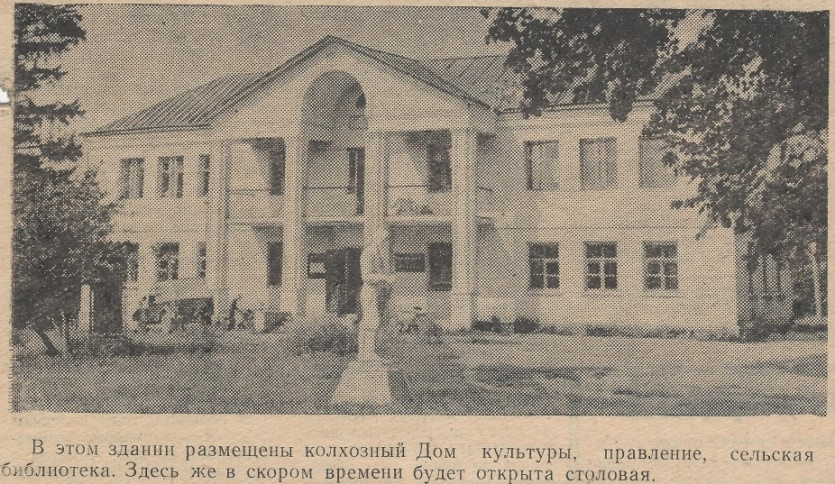 В этом здании размещены колхозный Дом культуры, правление, сельская
библиотека. Здесь же в скором времени будет открыта столовая.